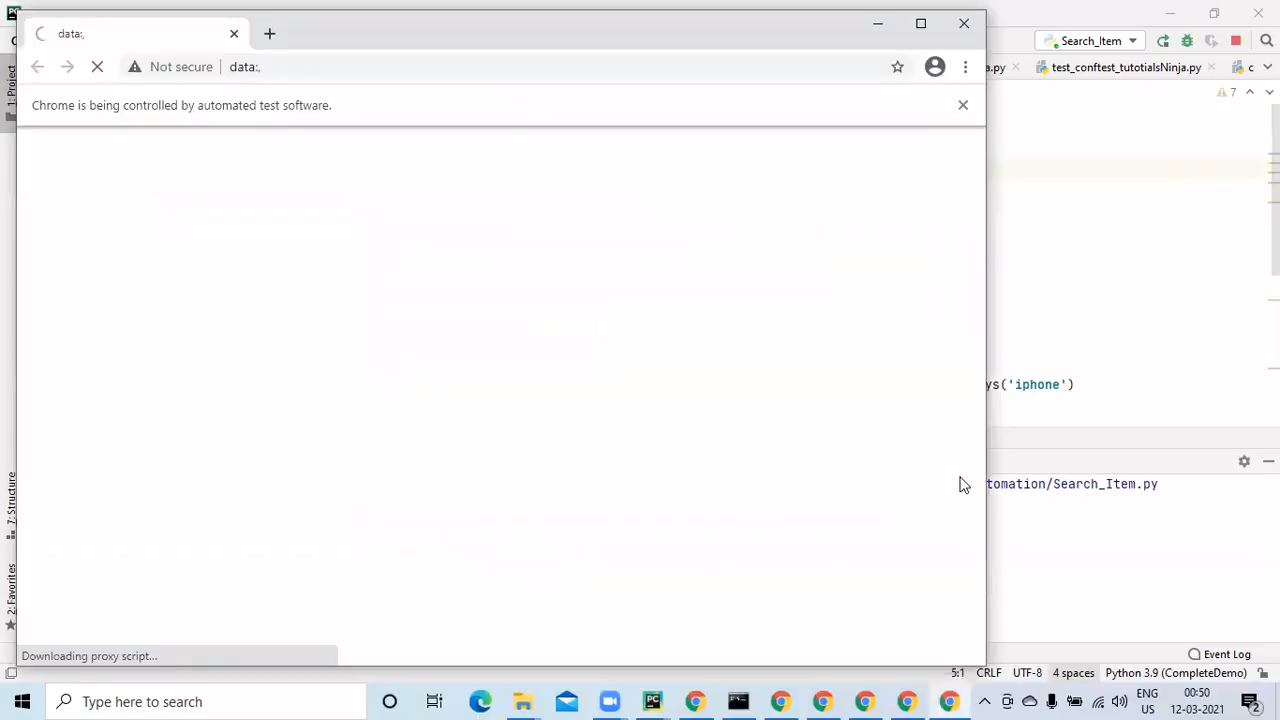 data:,
Not secure
data:,
Chrome is being controlled by automated test software.
Search_Item
test_conftest_tutotialsNinja.py
7
1: Project
ys('iphone')
7: Structure
tomation/Search_Item.py
2: Favorites
Downloading proxy script...
Event Log
5:1
CRLF
UTF-8
4 spaces
Python 3.9 (CompleteDemo)
Type here to search
ENG
US
00:50
12-03-2021
2